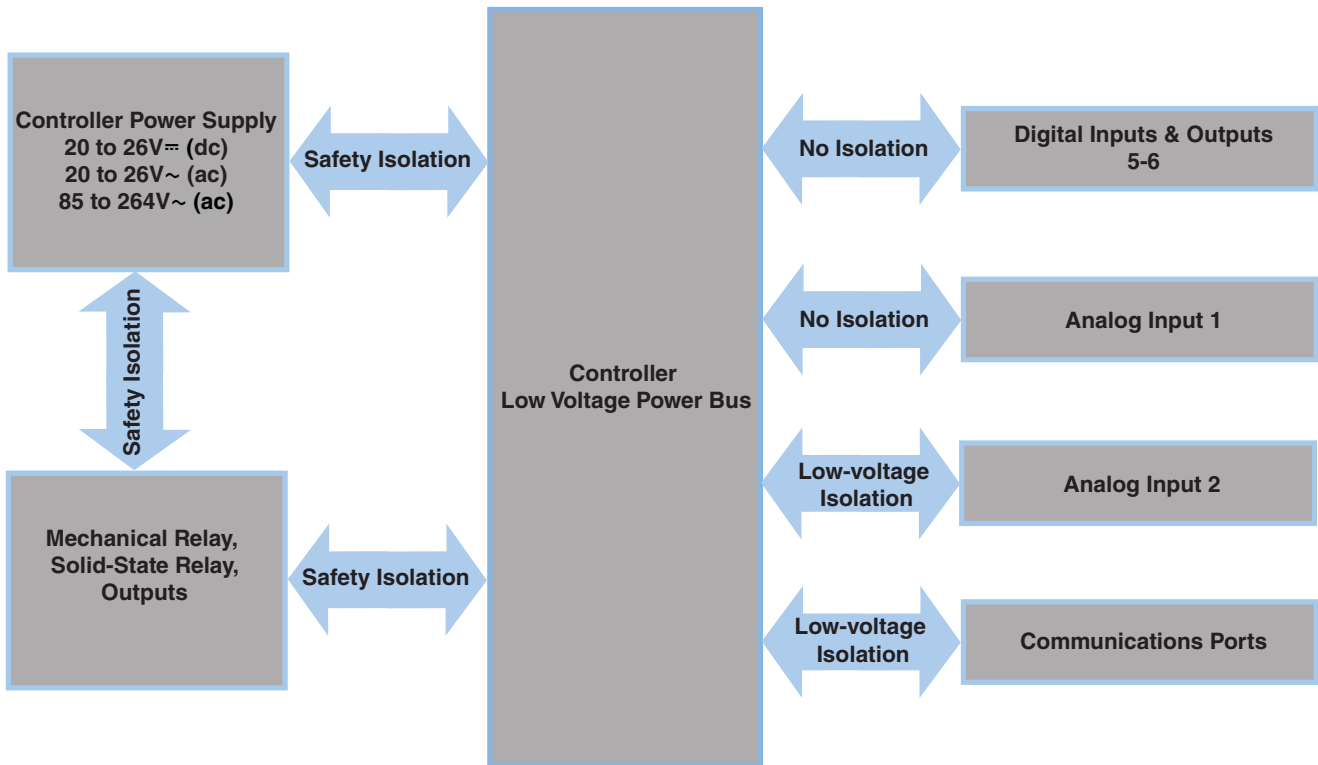 Controller Power Supply
20 to 26V⎓ (dc)
20 to 26V~ (ac)
85 to 264V~ (ac)
Safety Isolation
Safety Isolation
Mechanical Relay,
Solid-State Relay,
Outputs
Safety Isolation
Controller
Low Voltage Power Bus
No Isolation
Digital Inputs & Outputs
5-6
No Isolation
Analog Input 1
Low-voltage
Isolation
Analog Input 2
Low-voltage
Isolation
Communications Ports